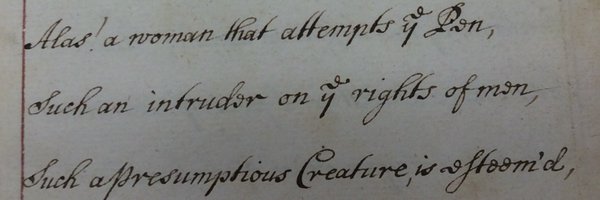 Alas! a woman that attempts yᵉ Pen,
Such an intruder on yᵉ rights of men,
Such a presumptious Creature, is esteem'd,